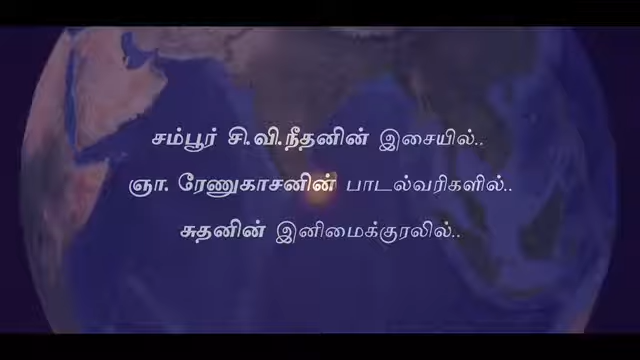 சம்பூர் சி.வி.நீதனின் இசையில்..
ஞா. ரேணுகாசனின் பாடல்வரிகளில்..
சுதனின் இனிமைக்குரலில்..